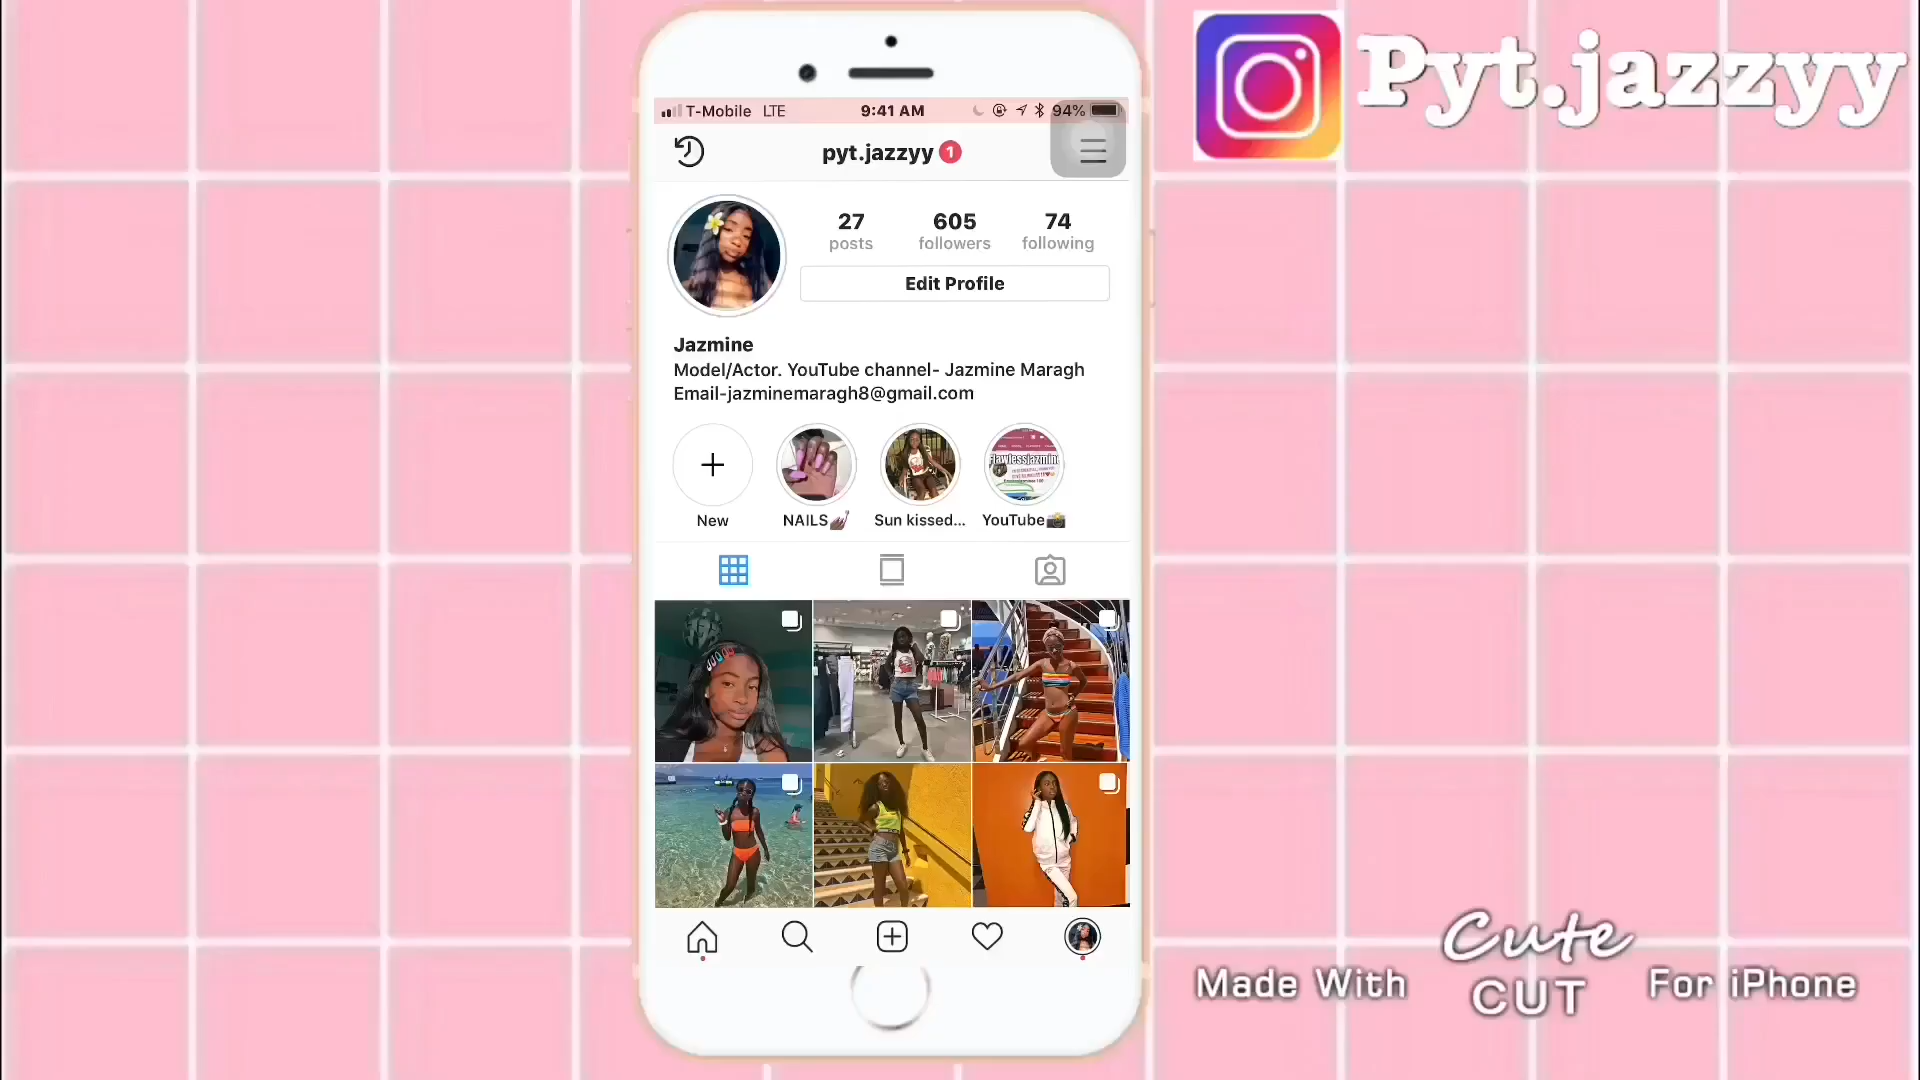 Pyt.jazzyy
T-Mobile LTE 9:41 AM 94%
pyt.jazzyy 1
27 605 74
posts followers following
Edit Profile
Jazmine
Model/Actor. YouTube channel- Jazmine Maragh
Email-jazminemaragh8@gmail.com
New NAILS💅🏿 Sun kissed... YouTube📸
Made With Cute CUT For iPhone